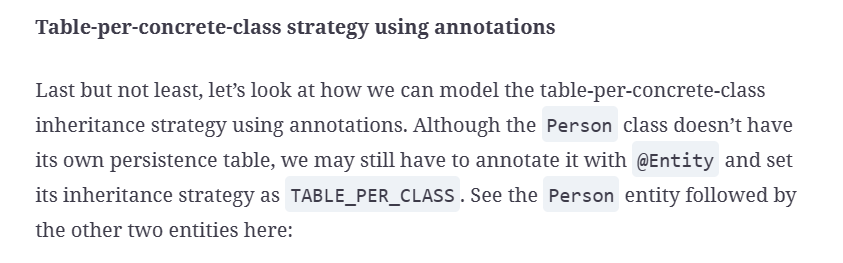 Table-per-concrete-class strategy using annotations
Last but not least, let’s look at how we can model the table-per-concrete-class
inheritance strategy using annotations. Although the Person class doesn’t have
its own persistence table, we may still have to annotate it with @Entity and set
its inheritance strategy as TABLE_PER_CLASS. See the Person entity followed by
the other two entities here: